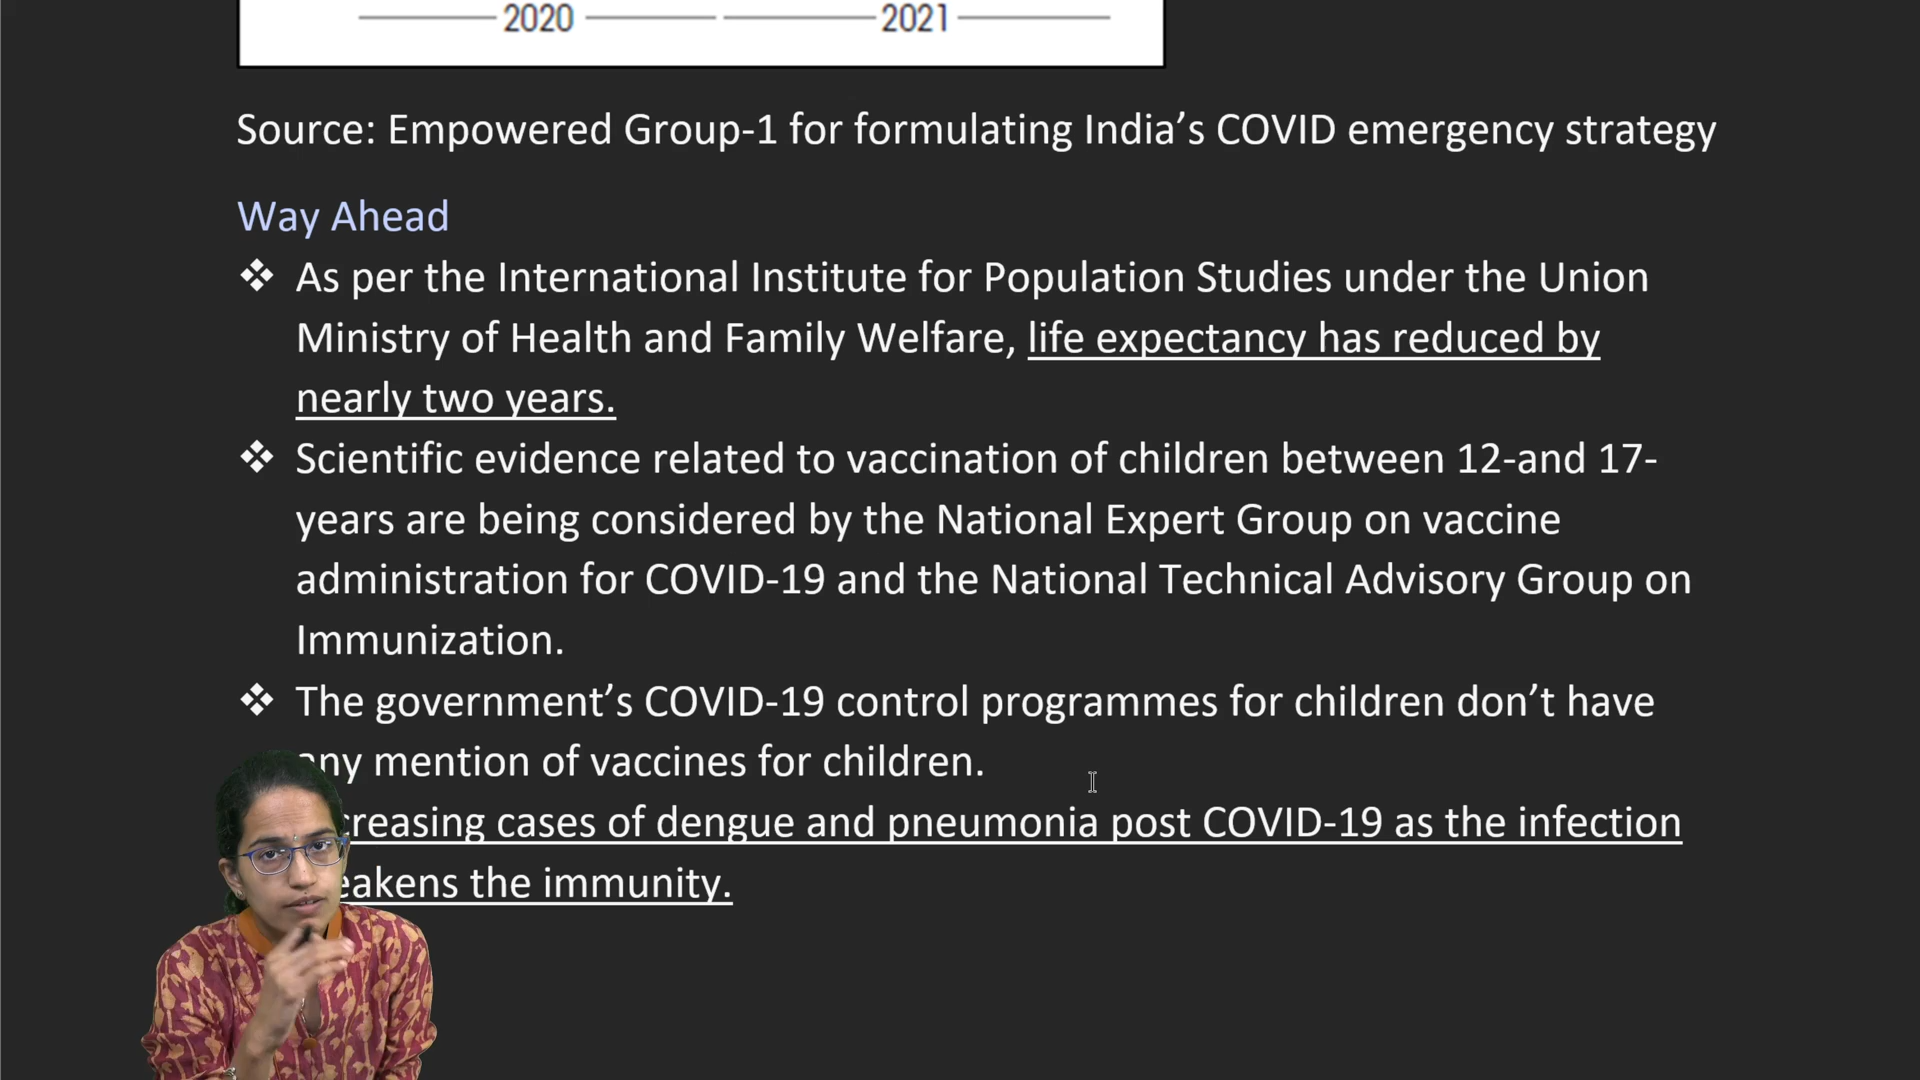 2020 2021
Source: Empowered Group-1 for formulating India’s COVID emergency strategy
Way Ahead
❖ As per the International Institute for Population Studies under the Union
Ministry of Health and Family Welfare, life expectancy has reduced by
nearly two years.
❖ Scientific evidence related to vaccination of children between 12-and 17-
years are being considered by the National Expert Group on vaccine
administration for COVID-19 and the National Technical Advisory Group on
Immunization.
❖ The government’s COVID-19 control programmes for children don’t have
any mention of vaccines for children.
creasing cases of dengue and pneumonia post COVID-19 as the infection
eakens the immunity.